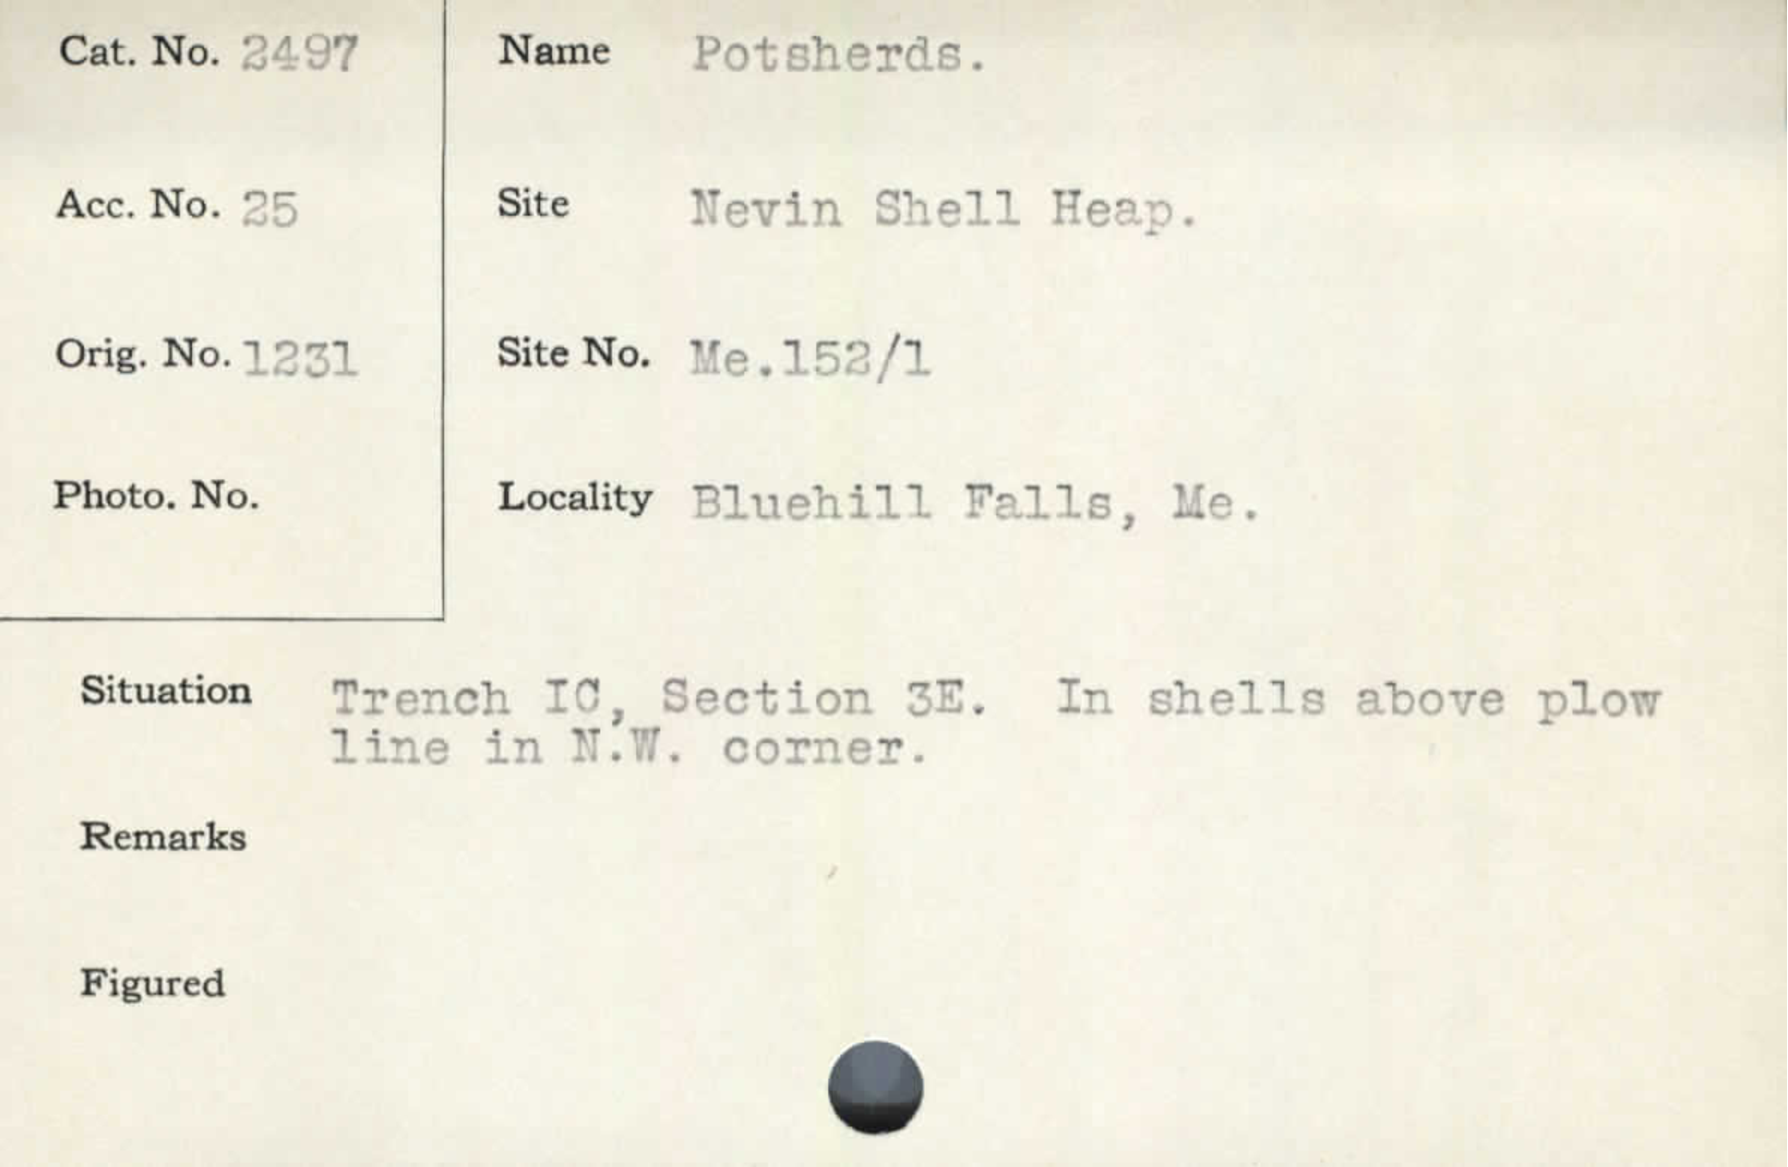 Cat. No. 2497
Acc. No. 25
Orig. No. 1231
Photo. No.
Name Potsherds.
Site Nevin Shell Heap.
Site No. Me.152/1
Locality Bluehill Falls, Me.
Situation Trench IC, Section 3E. In shells above plow
line in N.W. corner.
Remarks
Figured